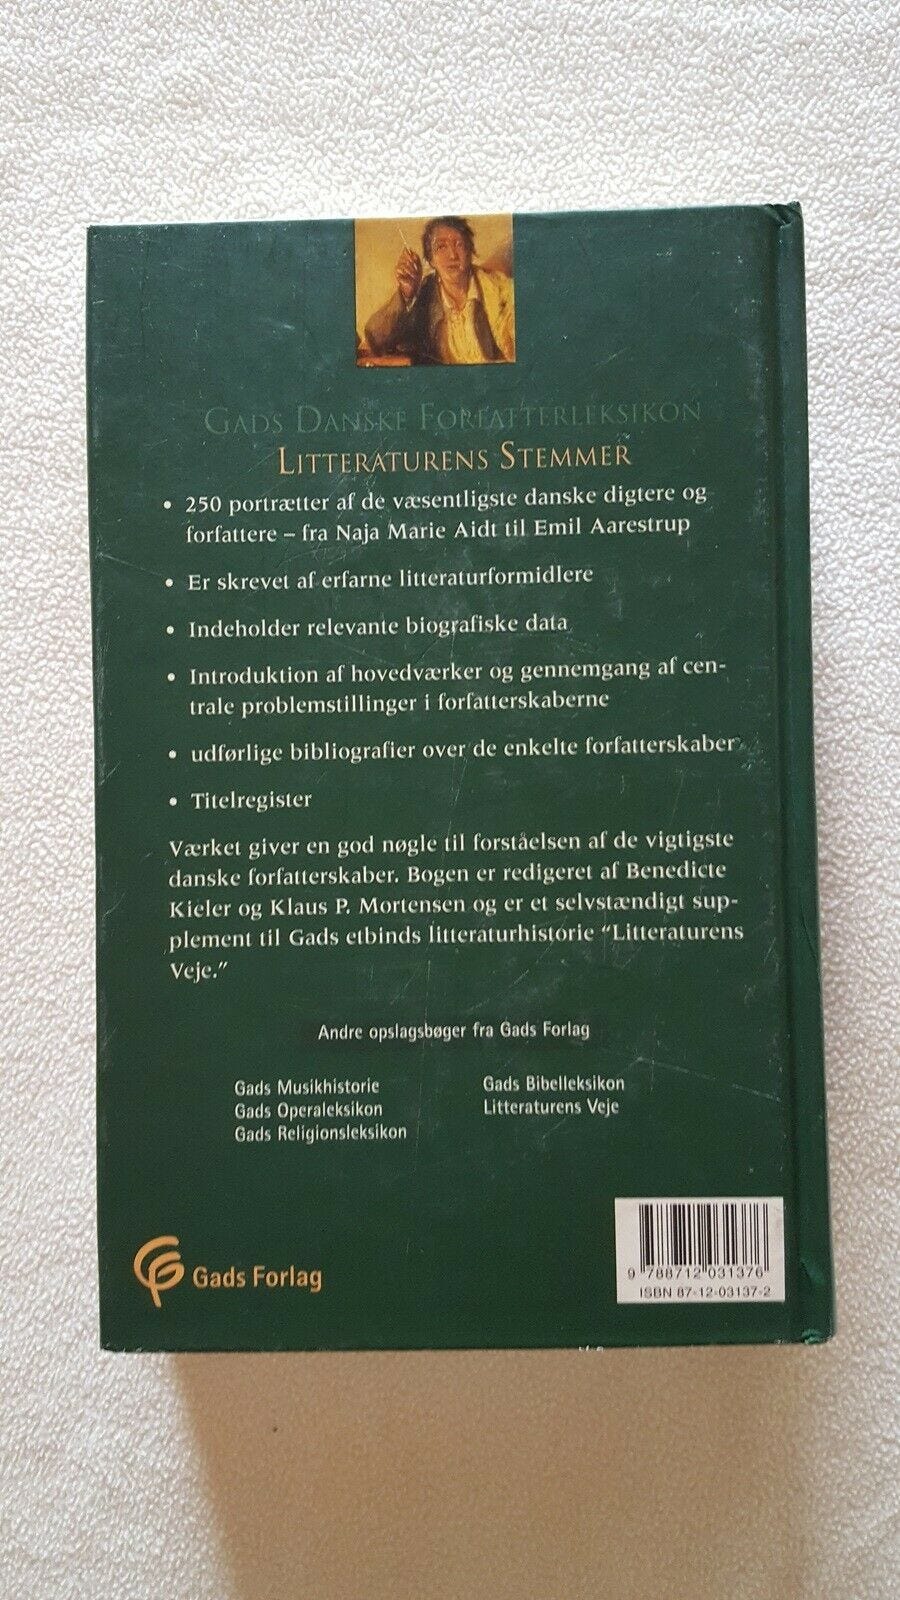 GADS DANSKE FORFATTERLEKSIKON
LITTERATURENS STEMMER
• 250 portrætter af de væsentligste danske digtere og
forfattere – fra Naja Marie Aidt til Emil Aarestrup
• Er skrevet af erfarne litteraturformidlere
• Indeholder relevante biografiske data
• Introduktion af hovedværker og gennemgang af cen-
trale problemstillinger i forfatterskaberne
• udførlige bibliografier over de enkelte forfatterskaber
• Titelregister
Værket giver en god nøgle til forståelsen af de vigtigste
danske forfatterskaber. Bogen er redigeret af Benedicte
Kieler og Klaus P. Mortensen og er et selvstændigt sup-
plement til Gads etbinds litteraturhistorie “Litteraturens
Veje.”
Andre opslagsbøger fra Gads Forlag
Gads Musikhistorie
Gads Operaleksikon
Gads Religionsleksikon
Gads Bibelleksikon
Litteraturens Veje
Gads Forlag
9 788712 031376
ISBN 87-12-03137-2